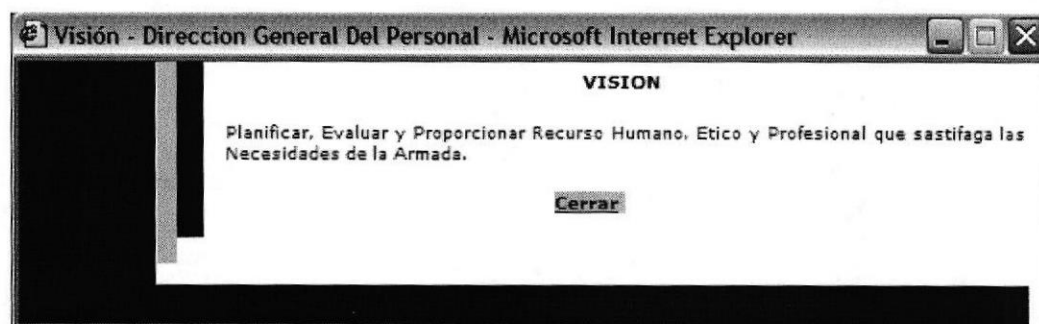 Visión - Direccion General Del Personal - Microsoft Internet Explorer
VISION
Planificar, Evaluar y Proporcionar Recurso Humano, Etico y Profesional que sastifaga las
Necesidades de la Armada.
Cerrar